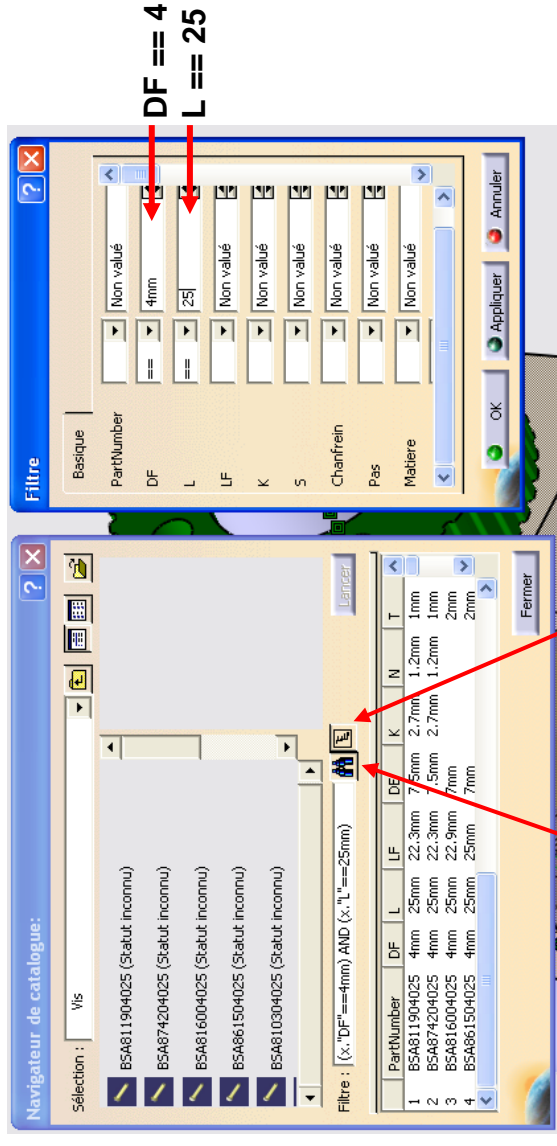 Navigateur de catalogue:
Sélection : Vis
BSA811904025 (Statut inconnu)
BSA874204025 (Statut inconnu)
BSA816004025 (Statut inconnu)
BSA861504025 (Statut inconnu)
BSA810304025 (Statut inconnu)
Filtre : (x."DF"==4mm) AND (x."L"==25mm) Lancer
PartNumber DF L LF DE K N T
1 BSA811904025 4mm 25mm 22.3mm 7.5mm 2.7mm 1.2mm 1mm
2 BSA874204025 4mm 25mm 22.3mm 7.5mm 2.7mm 1.2mm 1mm
3 BSA816004025 4mm 25mm 22.9mm 7mm 2mm
4 BSA861504025 4mm 25mm 25mm 7mm 2mm
Fermer
Filtre
Basique
PartNumber Non valué
DF == 4mm
L == 25
LF Non valué
K Non valué
S Non valué
Chanfrein Non valué
Pas Non valué
Matiere Non valué
OK Appliquer Annuler
DF == 4
L == 25